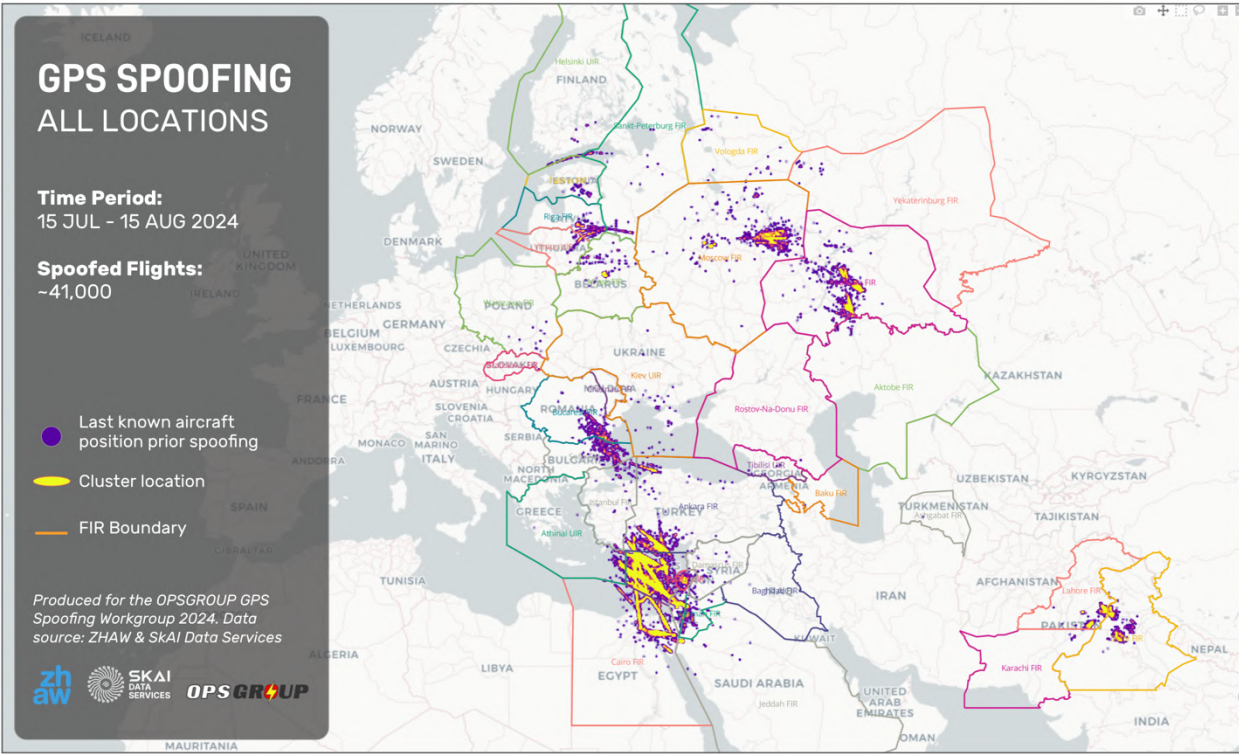 GPS SPOOFING
ALL LOCATIONS
Time Period:
15 JUL - 15 AUG 2024
Spoofed Flights:
~41,000
Last known aircraft
position prior spoofing
Cluster location
FIR Boundary
Produced for the OPSGROUP GPS
Spoofing Workgroup 2024. Data
source: ZHAW & SkAI Data Services
zh
aw
SKAI
DATA
SERVICES
OPSGROUP
ICELAND
Helsinki UIR
FINLAND
NORWAY
Sankt-Peterburg FIR
Vologda FIR
SWEDEN
ESTONIA
Yekaterinburg FIR
Riga FIR
DENMARK
LITHUANIA
UNITED
KINGDOM
Moscow FIR
IRELAND
BELARUS
FIR
NETHERLANDS
POLAND
GERMANY
BELGIUM
LUXEMBOURG
CZECHIA
UKRAINE
SLOVAKIA
Kiev UIR
KAZAKHSTAN
AUSTRIA
HUNGARY
MOLDOVA
Aktobe FIR
FRANCE
SLOVENIA
CROATIA
ROMANIA
Rostov-Na-Donu FIR
SAN
MARINO
MONACO
ITALY
SERBIA
ANDORRA
BULGARIA
Tibilisi UIR
GEORGIA
NORTH
MACEDONIA
ARMENIA
UZBEKISTAN
KYRGYZSTAN
SPAIN
Baku FIR
GREECE
Ankara FIR
TURKEY
TURKMENISTAN
Ashgabat FIR
TAJIKISTAN
Athinai UIR
GIBRALTAR
SYRIA
TUNISIA
AFGHANISTAN
Lahore FIR
IRAN
PAKISTAN
KUWAIT
NEPAL
ALGERIA
LIBYA
Cairo FIR
EGYPT
Karachi FIR
SAUDI ARABIA
Jeddah FIR
UNITED
ARAB
EMIRATES
INDIA
OMAN
MAURITANIA